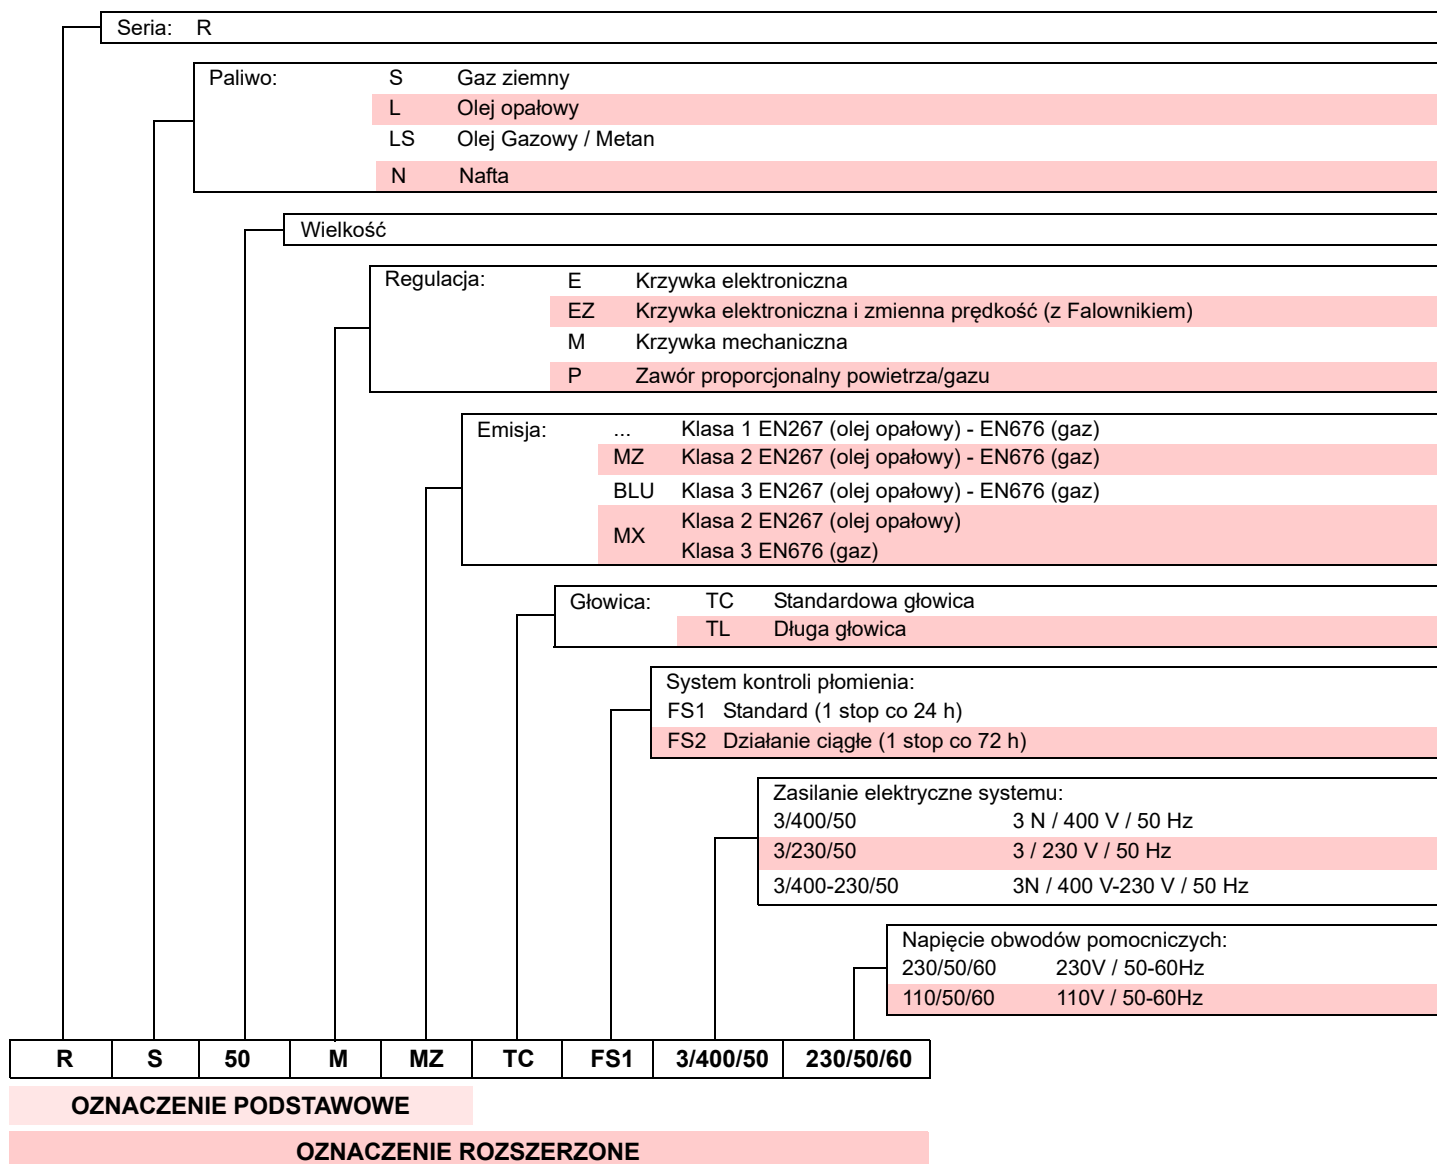 Seria: R
Paliwo: S Gaz ziemny
L Olej opałowy
LS Olej Gazowy / Metan
N Nafta
Wielkość
Regulacja: E Krzywka elektroniczna
EZ Krzywka elektroniczna i zmienna prędkość (z Falownikiem)
M Krzywka mechaniczna
P Zawór proporcjonalny powietrza/gazu
Emisja: ... Klasa 1 EN267 (olej opałowy) - EN676 (gaz)
MZ Klasa 2 EN267 (olej opałowy) - EN676 (gaz)
BLU Klasa 3 EN267 (olej opałowy) - EN676 (gaz)
MX Klasa 2 EN267 (olej opałowy)
Klasa 3 EN676 (gaz)
Głowica: TC Standardowa głowica
TL Długa głowica
System kontroli płomienia:
FS1 Standard (1 stop co 24 h)
FS2 Działanie ciągłe (1 stop co 72 h)
Zasilanie elektryczne systemu:
3/400/50 3 N / 400 V / 50 Hz
3/230/50 3 / 230 V / 50 Hz
3/400-230/50 3N / 400 V-230 V / 50 Hz
Napięcie obwodów pomocniczych:
230/50/60 230V / 50-60Hz
110/50/60 110V / 50-60Hz
R S 50 M MZ TC FS1 3/400/50 230/50/60
OZNACZENIE PODSTAWOWE
OZNACZENIE ROZSZERZONE